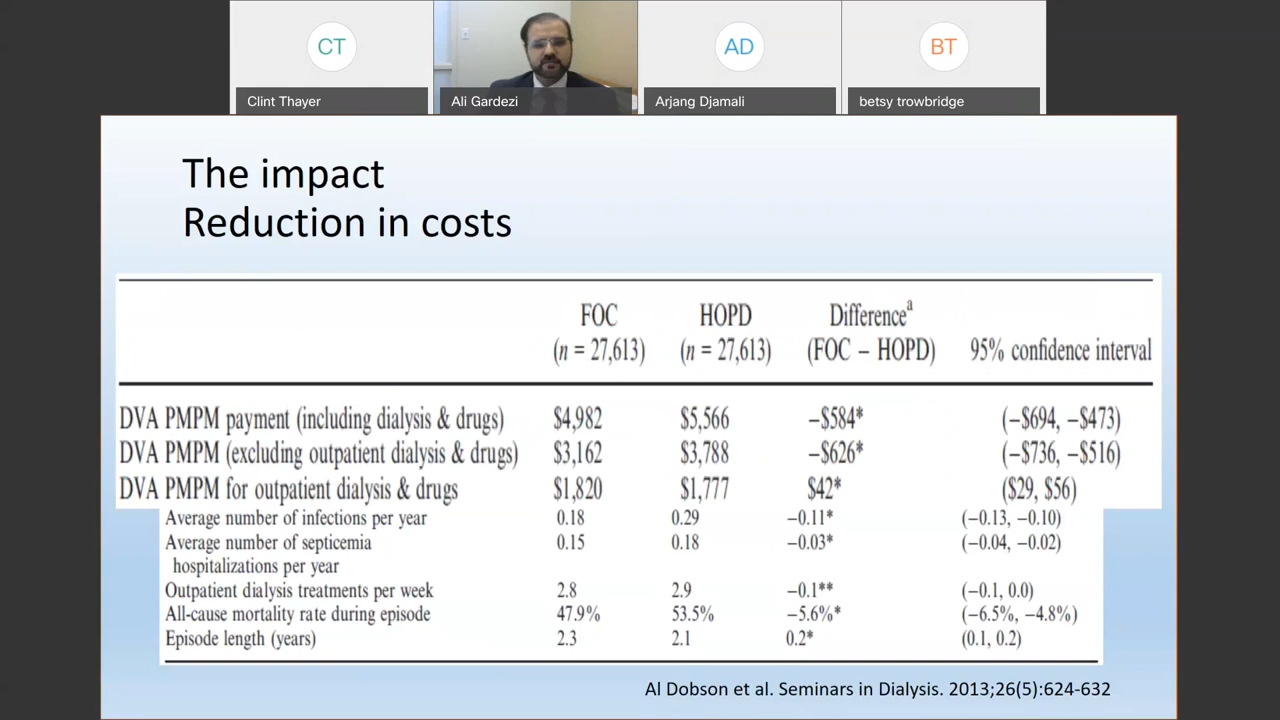 CT
AD
BT
Clint Thayer
Ali Gardezi
Arjang Djamali
betsy trowbridge
The impact
Reduction in costs
FOC HOPD Differenceᵃ
(n = 27,613) (n = 27,613) (FOC − HOPD) 95% confidence interval
DVA PMPM payment (including dialysis & drugs) $4,982 $5,566 −$584* (−$694, −$473)
DVA PMPM (excluding outpatient dialysis & drugs) $3,162 $3,788 −$626* (−$736, −$516)
DVA PMPM for outpatient dialysis & drugs $1,820 $1,777 $42* ($29, $56)
Average number of infections per year 0.18 0.29 −0.11* (−0.13, −0.10)
Average number of septicemia 0.15 0.18 −0.03* (−0.04, −0.02)
hospitalizations per year
Outpatient dialysis treatments per week 2.8 2.9 −0.1** (−0.1, 0.0)
All-cause mortality rate during episode 47.9% 53.5% −5.6%* (−6.5%, −4.8%)
Episode length (years) 2.3 2.1 0.2* (0.1, 0.2)
Al Dobson et al. Seminars in Dialysis. 2013;26(5):624-632